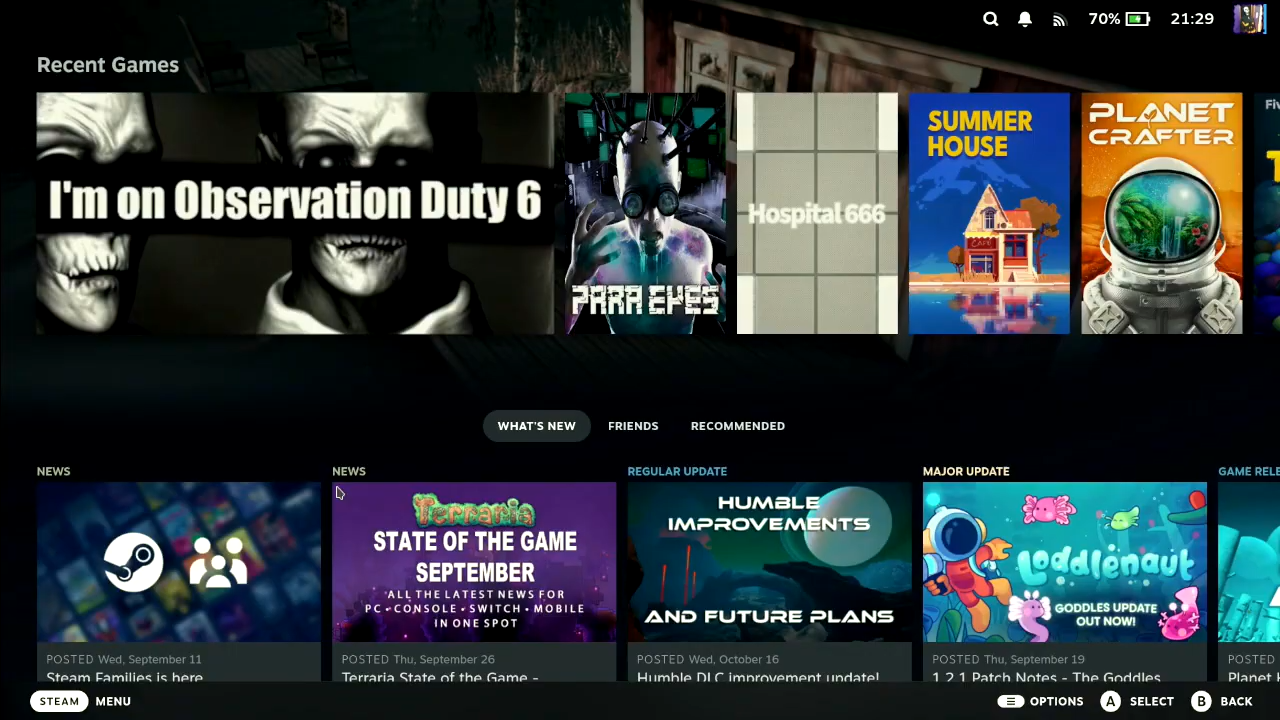 70%
21:29
Recent Games
I'm on Observation Duty 6
PARA EYES
Hospital 666
SUMMER
HOUSE
CAFE
PLANET
CRAFTER
WHAT'S NEW
FRIENDS
RECOMMENDED
NEWS
NEWS
REGULAR UPDATE
MAJOR UPDATE
GAME RELE
Terraria
STATE OF THE GAME
SEPTEMBER
ALL THE LATEST NEWS FOR
PC • CONSOLE • SWITCH • MOBILE
IN ONE SPOT
HUMBLE
IMPROVEMENTS
AND FUTURE PLANS
Loddlenaut
GODDLES UPDATE
OUT NOW!
POSTED Wed, September 11
Steam Families is here
POSTED Thu, September 26
Terraria State of the Game -
POSTED Wed, October 16
Humble DLC improvement update!
POSTED Thu, September 19
1.2.1 Patch Notes - The Goddles
POSTED
Planet
STEAM MENU
OPTIONS
A SELECT
B BACK